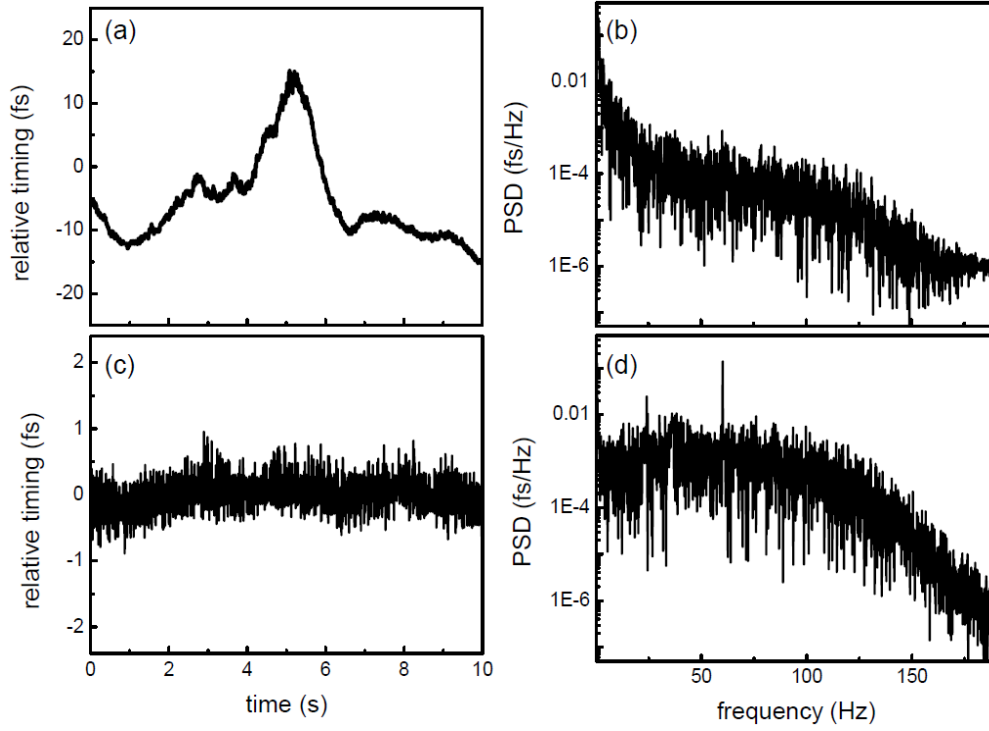 (a)
relative timing (fs)
20
10
0
-10
-20
(b)
PSD (fs/Hz)
0.01
1E-4
1E-6
(c)
relative timing (fs)
2
1
0
-1
-2
0 2 4 6 8 10
time (s)
(d)
PSD (fs/Hz)
0.01
1E-4
1E-6
50 100 150
frequency (Hz)